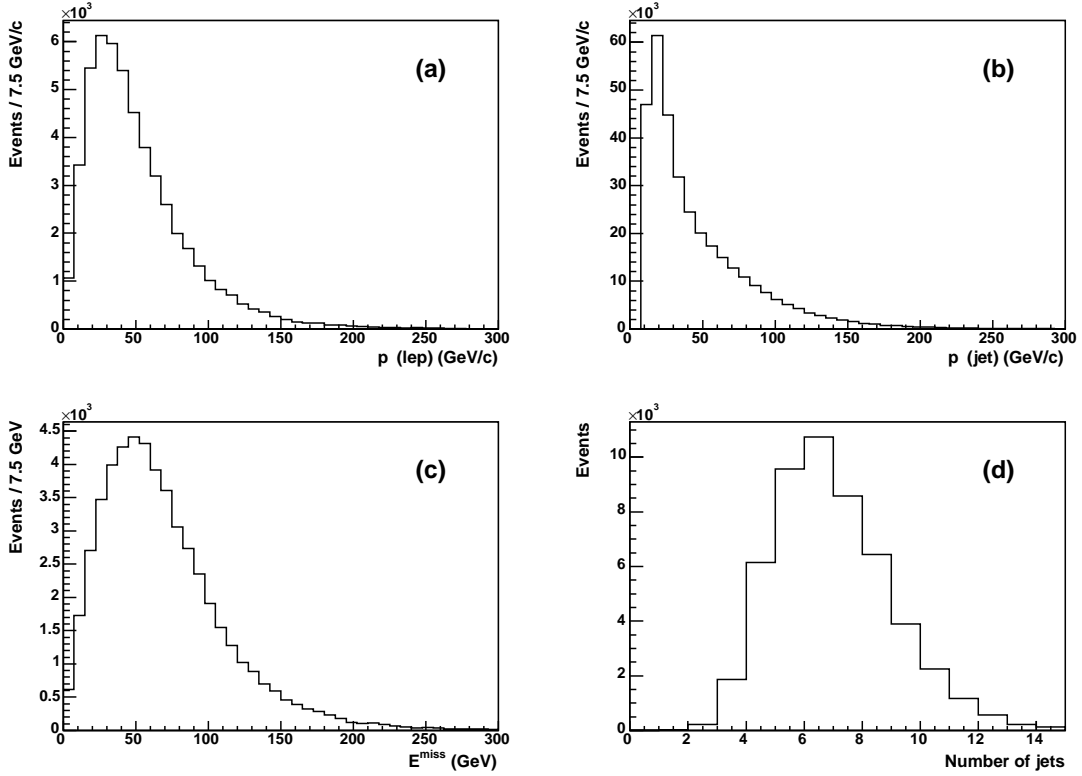 ×10³
Events / 7.5 GeV/c
6
5
4
3
2
1
0
(a)
0 50 100 150 200 250 300
p (lep) (GeV/c)
×10³
Events / 7.5 GeV/c
60
50
40
30
20
10
0
(b)
0 50 100 150 200 250 300
p (jet) (GeV/c)
×10³
Events / 7.5 GeV
4.5
4
3.5
3
2.5
2
1.5
1
0.5
0
(c)
0 50 100 150 200 250 300
E^miss (GeV)
×10³
Events
10
8
6
4
2
0
(d)
0 2 4 6 8 10 12 14
Number of jets